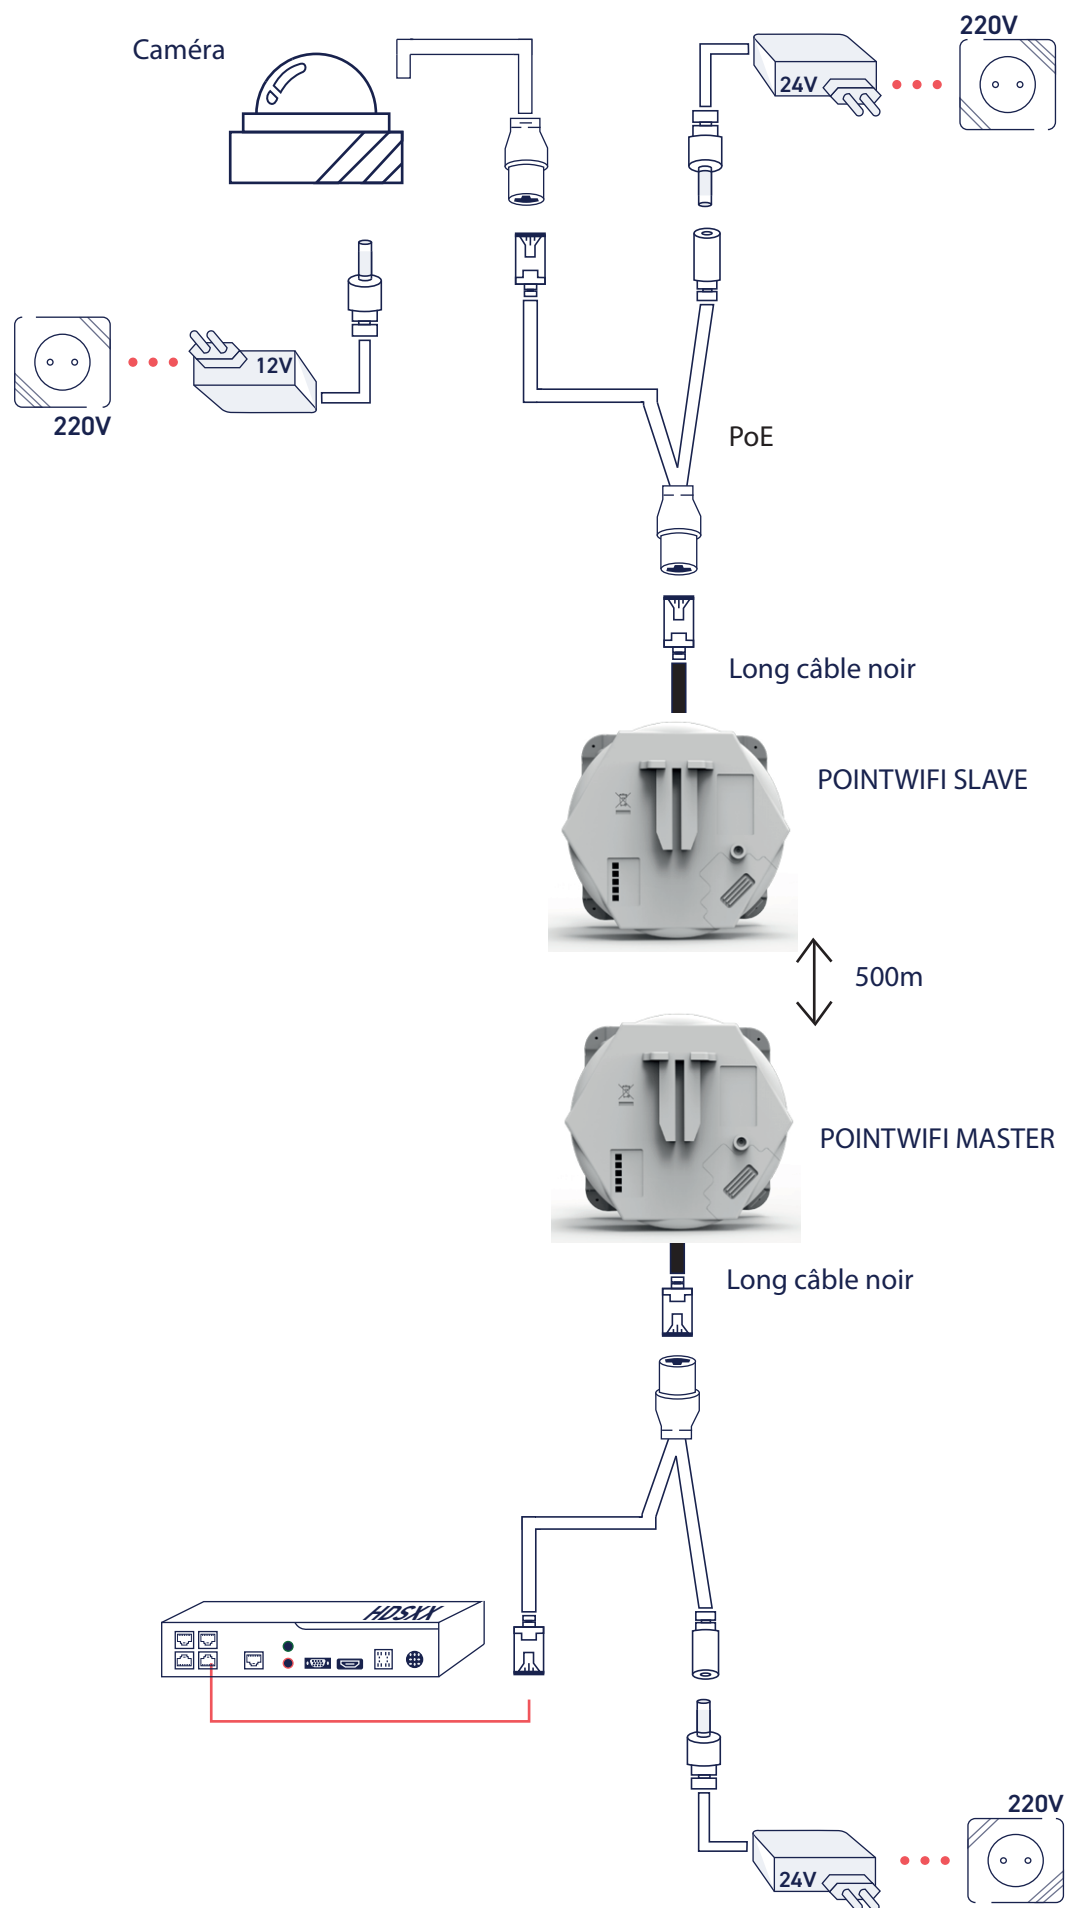 220V
Caméra
24V
12V
220V
PoE
Long câble noir
POINTWIFI SLAVE
500m
POINTWIFI MASTER
Long câble noir
HDSXX
220V
24V